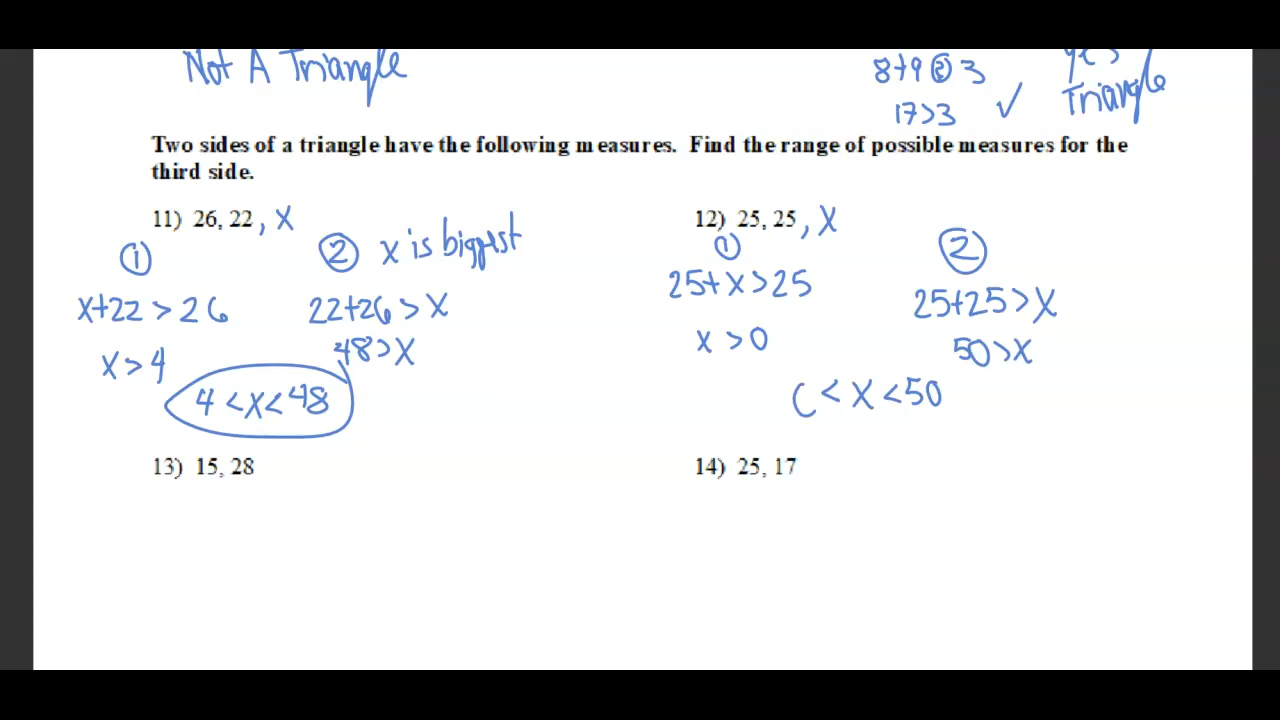 Not A Triangle
8+9 > 3
Yes
Triangle
17>3 ✓
Two sides of a triangle have the following measures. Find the range of possible measures for the
third side.
11) 26, 22, x
① ② x is biggest
x+22 > 26
22+26 > x
x > 4
48 > x
4 < x < 48
12) 25, 25, x
① ②
25+x > 25
25+25 > x
x > 0
50 > x
( < x < 50
13) 15, 28
14) 25, 17